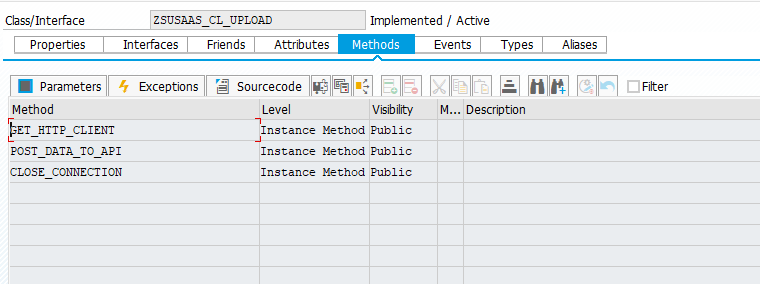 Class/Interface ZSUSAAS_CL_UPLOAD Implemented / Active
Properties Interfaces Friends Attributes Methods Events Types Aliases
Parameters Exceptions Sourcecode Filter
Method Level Visibility M... Description
GET_HTTP_CLIENT Instance Method Public
POST_DATA_TO_API Instance Method Public
CLOSE_CONNECTION Instance Method Public